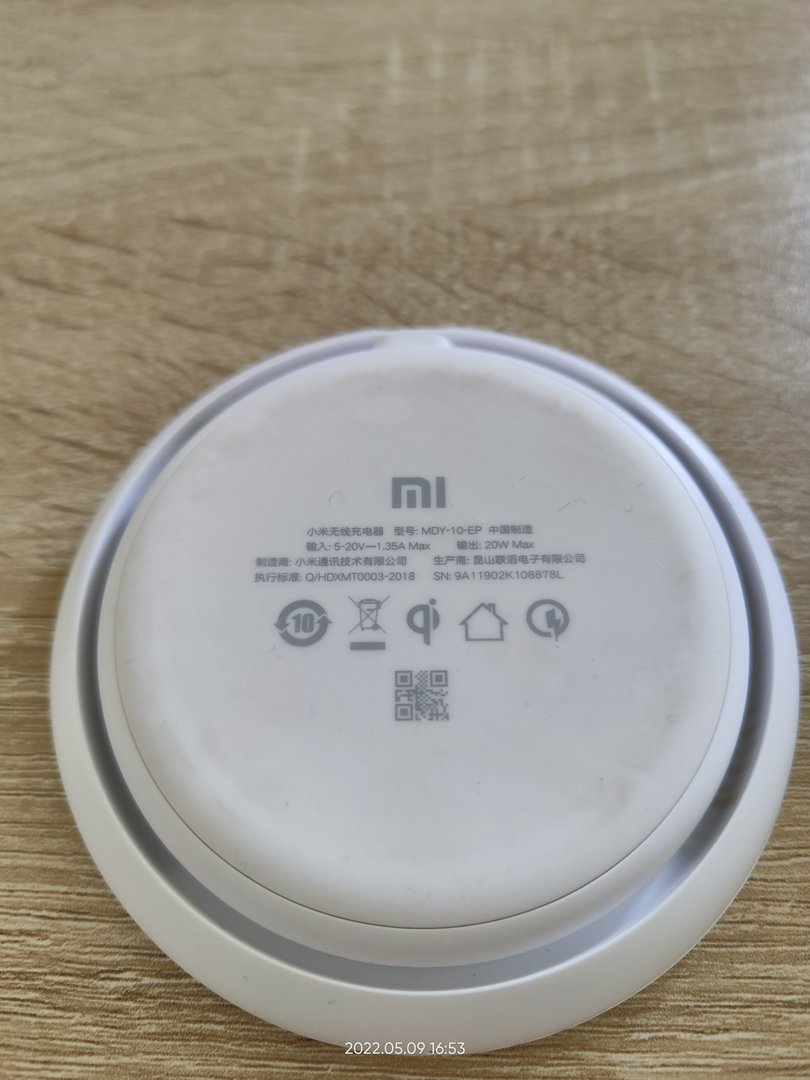 mi
小米无线充电器 型号: MDY-10-EP 中国制造
输入: 5-20V⎓1.35A Max 输出: 20W Max
制造商: 小米通讯技术有限公司 生产商: 昆山联滔电子有限公司
执行标准: Q/HDXMT0003-2018 SN: 9A11902K108878L
10
qi
2022.05.09 16:53